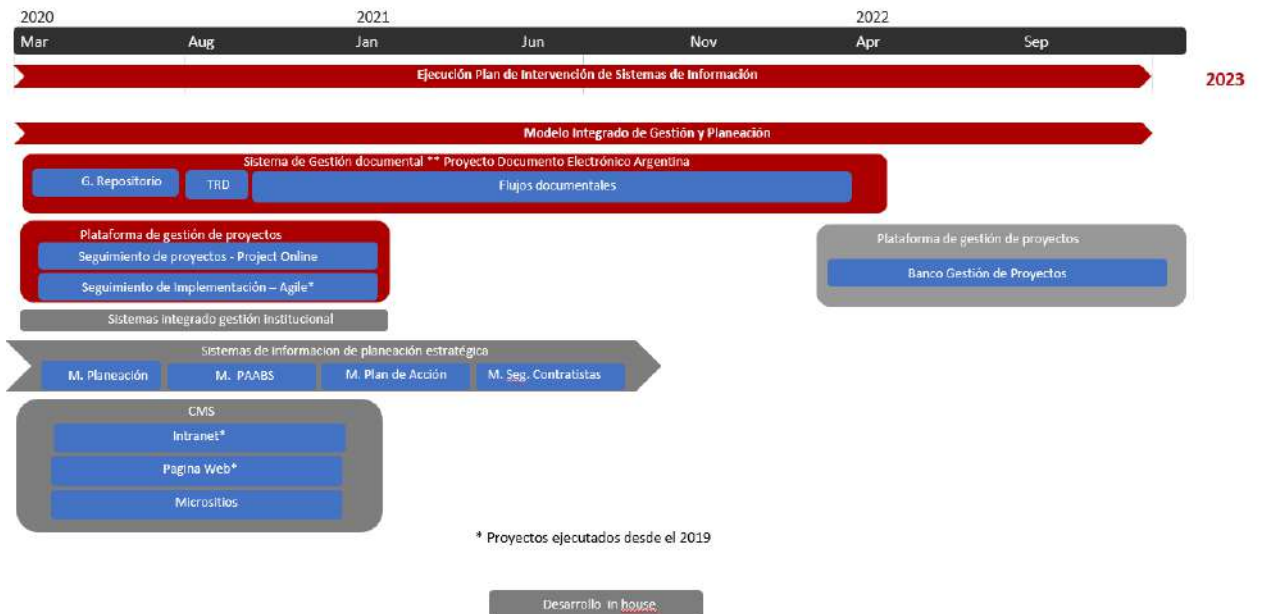 2020 2021 2022
Mar Aug Jan Jun Nov Apr Sep
Ejecución Plan de Intervención de Sistemas de Información
2023
Modelo Integrado de Gestión y Planeación
Sistema de Gestión documental ** Proyecto Documento Electrónico Argentina
G. Repositorio TRD Flujos documentales
Plataforma de gestión de proyectos
Seguimiento de proyectos - Project Online
Seguimiento de Implementación – Agile*
Plataforma de gestión de proyectos
Banco Gestión de Proyectos
Sistemas integrado gestión institucional
Sistemas de informacion de planeación estratégica
M. Planeación M. PAABS M. Plan de Acción M. Seg. Contratistas
CMS
Intranet*
Pagina Web*
Micrositios
* Proyectos ejecutados desde el 2019
Desarrollo in house